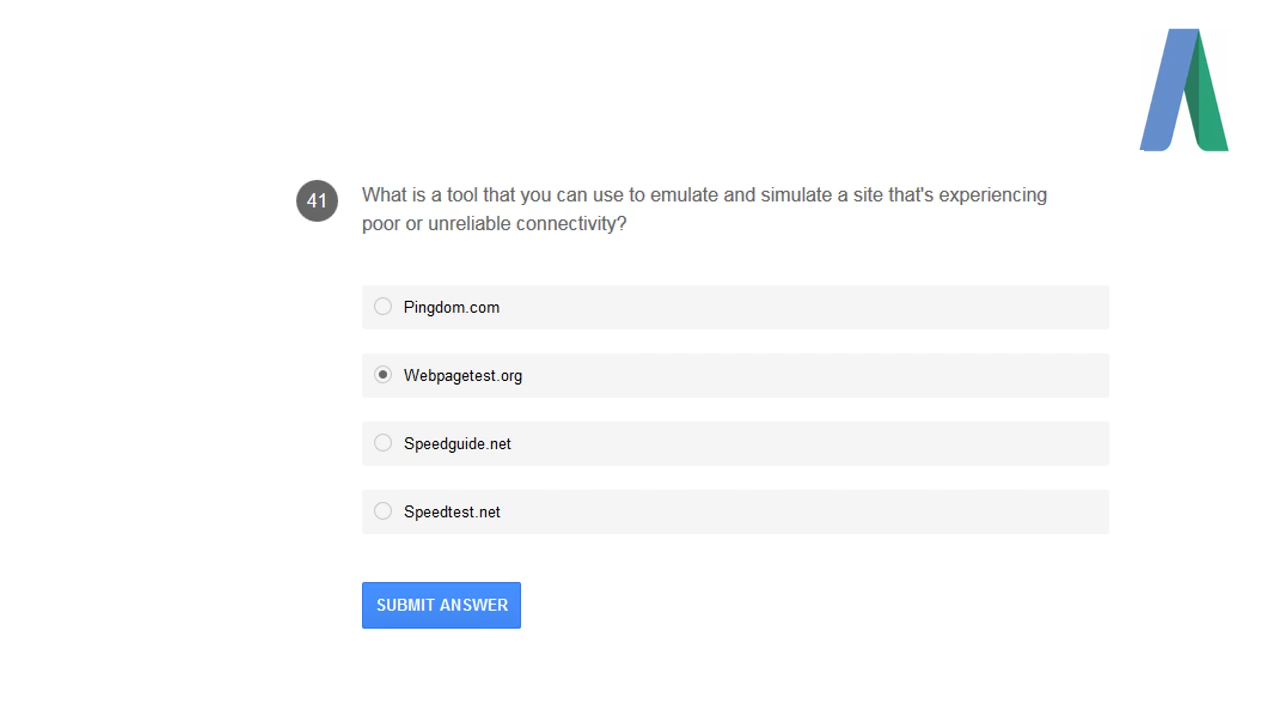 41
What is a tool that you can use to emulate and simulate a site that's experiencing
poor or unreliable connectivity?
Pingdom.com
Webpagetest.org
Speedguide.net
Speedtest.net
SUBMIT ANSWER